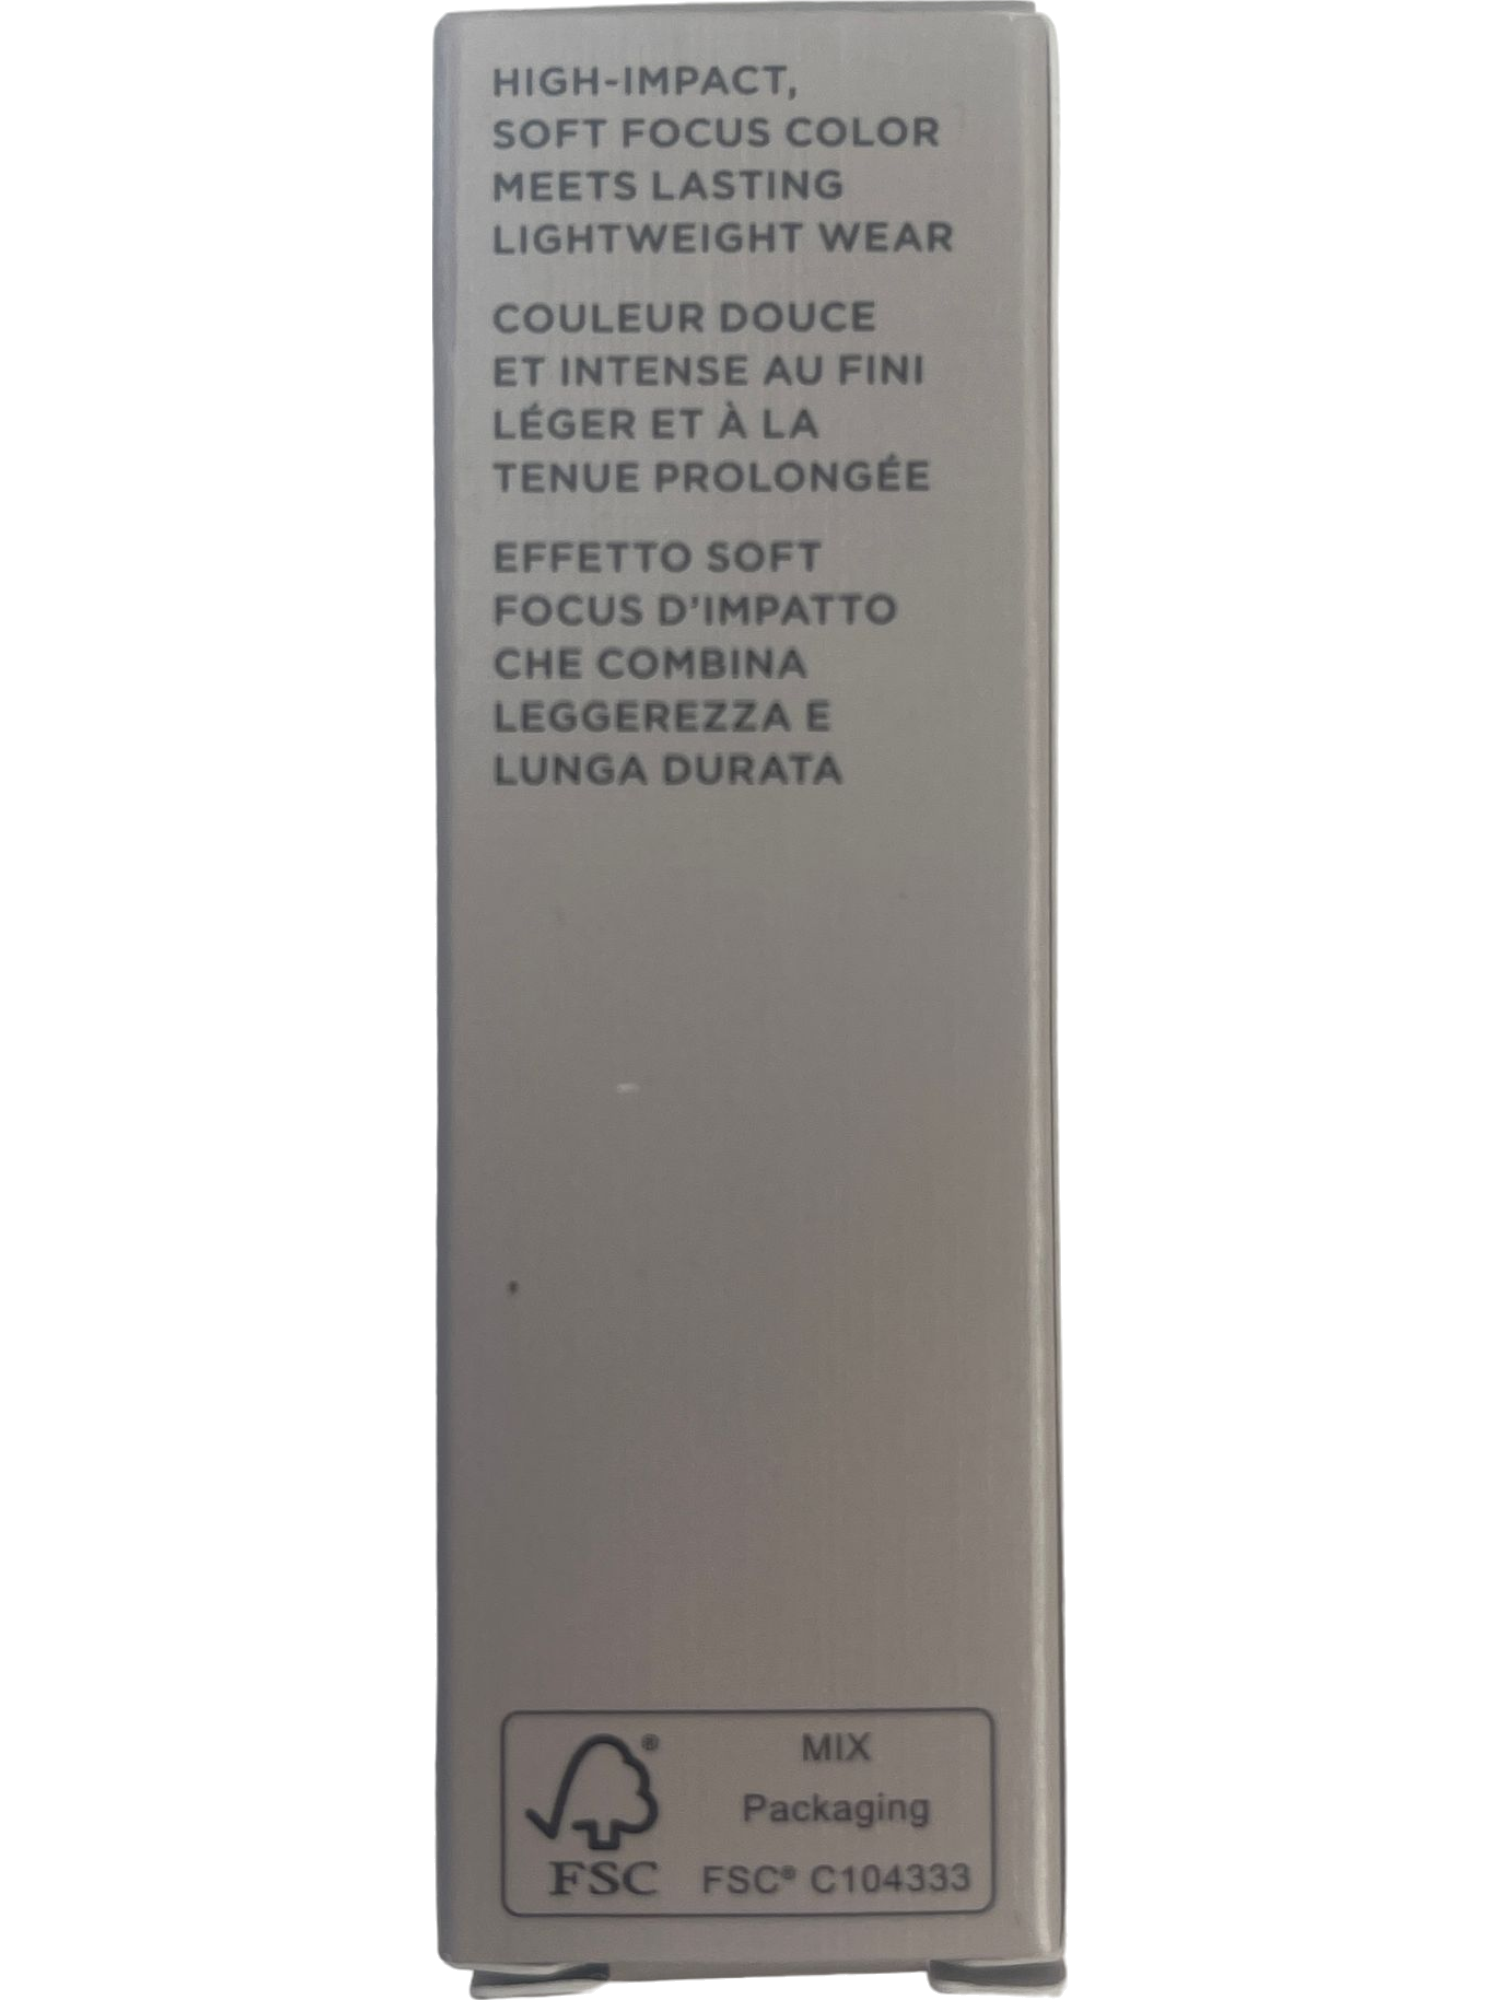 HIGH-IMPACT,
SOFT FOCUS COLOR
MEETS LASTING
LIGHTWEIGHT WEAR
COULEUR DOUCE
ET INTENSE AU FINI
LÉGER ET À LA
TENUE PROLONGÉE
EFFETTO SOFT
FOCUS D'IMPATTO
CHE COMBINA
LEGGEREZZA E
LUNGA DURATA
®
FSC
MIX
Packaging
FSC® C104333